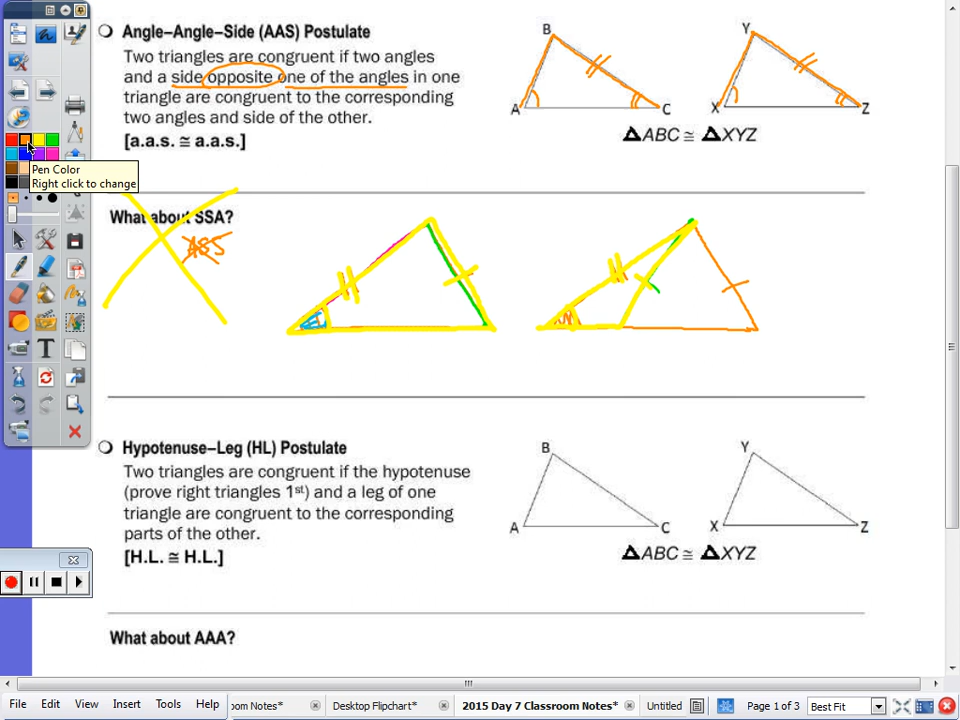 Angle–Angle–Side (AAS) Postulate
Two triangles are congruent if two angles
and a side opposite one of the angles in one
triangle are congruent to the corresponding
two angles and side of the other.
[a.a.s. ≅ a.a.s.]
B
A
C
Y
X
Z
ΔABC ≅ ΔXYZ
Pen Color
Right click to change
What about SSA?
ASS
Hypotenuse–Leg (HL) Postulate
Two triangles are congruent if the hypotenuse
(prove right triangles 1st) and a leg of one
triangle are congruent to the corresponding
parts of the other.
[H.L. ≅ H.L.]
B
A
C
Y
X
Z
ΔABC ≅ ΔXYZ
What about AAA?
File Edit View Insert Tools Help
oom Notes* Desktop Flipchart* 2015 Day 7 Classroom Notes* Untitled Page 1 of 3 Best Fit